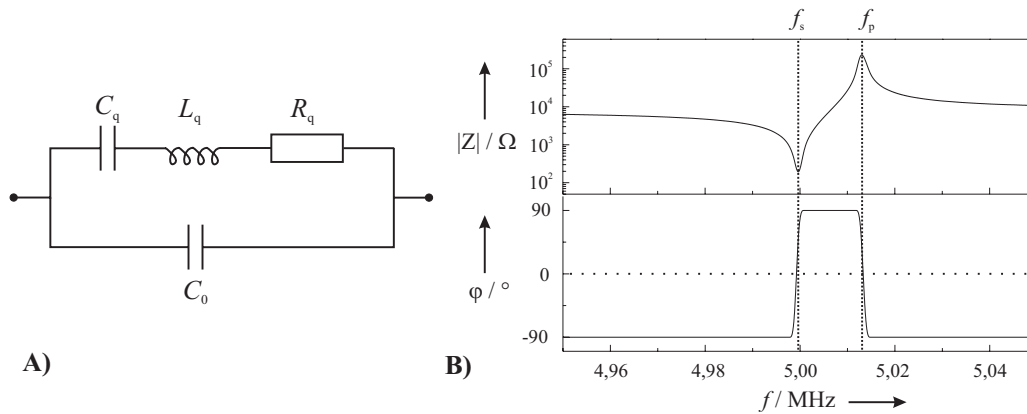 C_q
L_q
R_q
C_0
A)
f_s
f_p
|Z| / Ω
10^5
10^4
10^3
10^2
φ / °
90
0
-90
B)
4,96
4,98
5,00
5,02
5,04
f / MHz